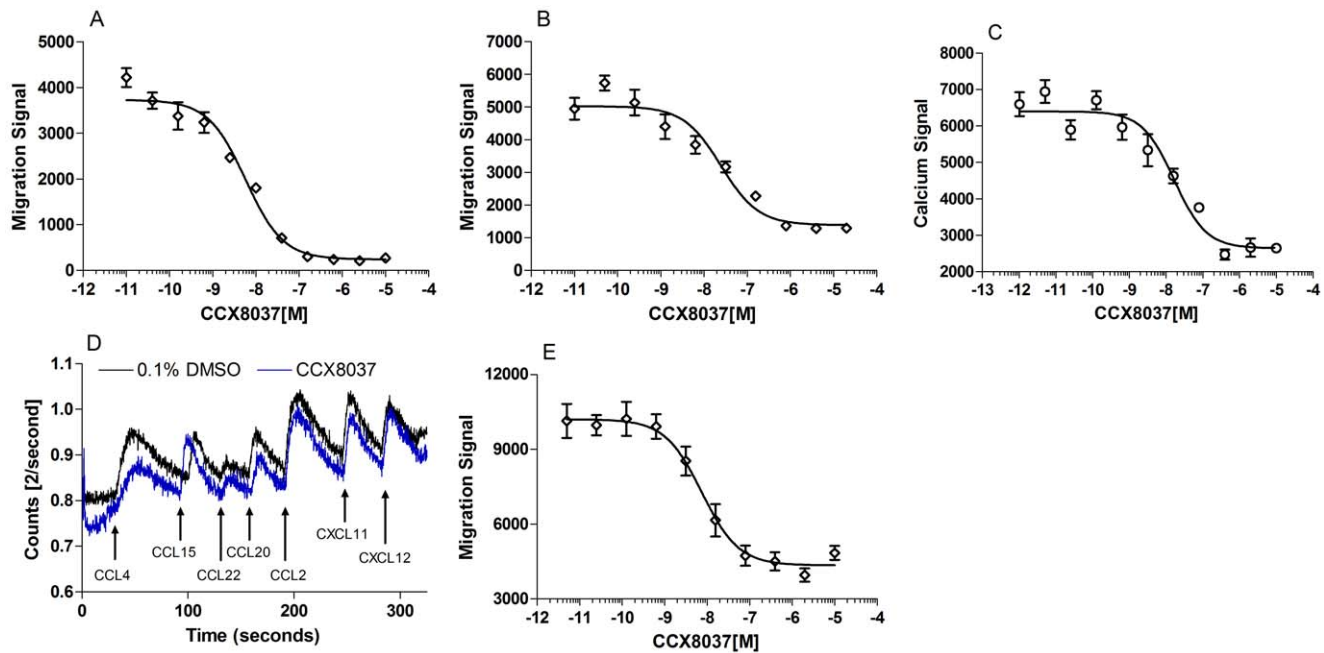 A
Migration Signal
5000
4000
3000
2000
1000
0
-12 -11 -10 -9 -8 -7 -6 -5 -4
CCX8037[M]
B
Migration Signal
7000
6000
5000
4000
3000
2000
1000
0
-12 -11 -10 -9 -8 -7 -6 -5 -4
CCX8037[M]
C
Calcium Signal
8000
7000
6000
5000
4000
3000
2000
-13 -12 -11 -10 -9 -8 -7 -6 -5 -4
CCX8037[M]
D
0.1% DMSO CCX8037
Counts [2/second]
1.1
1.0
0.9
0.8
0.7
0.6
CCL4
CCL15
CCL22
CCL20
CCL2
CXCL11
CXCL12
0 100 200 300
Time (seconds)
E
Migration Signal
12000
9000
6000
3000
-12 -11 -10 -9 -8 -7 -6 -5 -4
CCX8037[M]